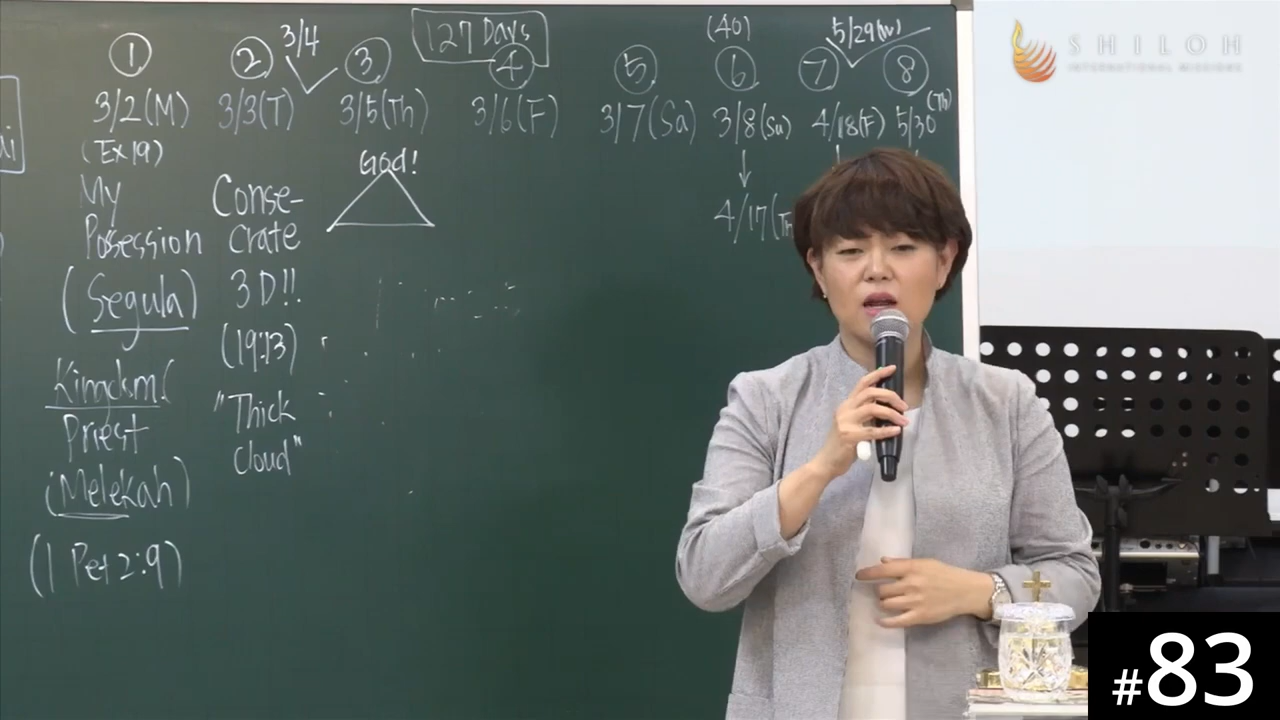 127 Days
(40)
① ② 3/4 ③ ④ ⑤ ⑥ ⑦ 5/29(W) ⑧
3/2(M) 3/3(T) 3/5(Th) 3/6(F) 3/7(Sa) 3/8(Su) 4/18(F) 5/30(Th)
4/17(Th
(Ex19)
My
Possession
(Segula)
Kingdom(
Priest
(Melekah)
(1 Pet 2:9)
Conse-
crate
3D!!
(19:13)
"Thick
Cloud"
God!
SHILOH
INTERNATIONAL MISSIONS
#83